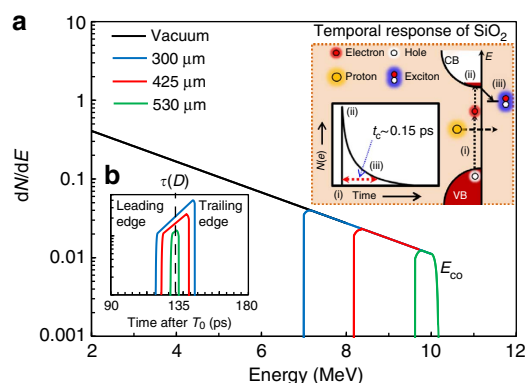 a
Vacuum
300 μm
425 μm
530 μm
Temporal response of SiO2
Electron
Hole
Proton
Exciton
CB
(ii)
E
(iii)
(i)
VB
N(e)
(ii)
tc~0.15 ps
(iii)
(i)
Time
dN/dE
10
1
0.1
0.01
0.001
b
τ(D)
Leading edge
Trailing edge
90
135
180
Time after T0 (ps)
Eco
2
4
6
8
10
12
Energy (MeV)